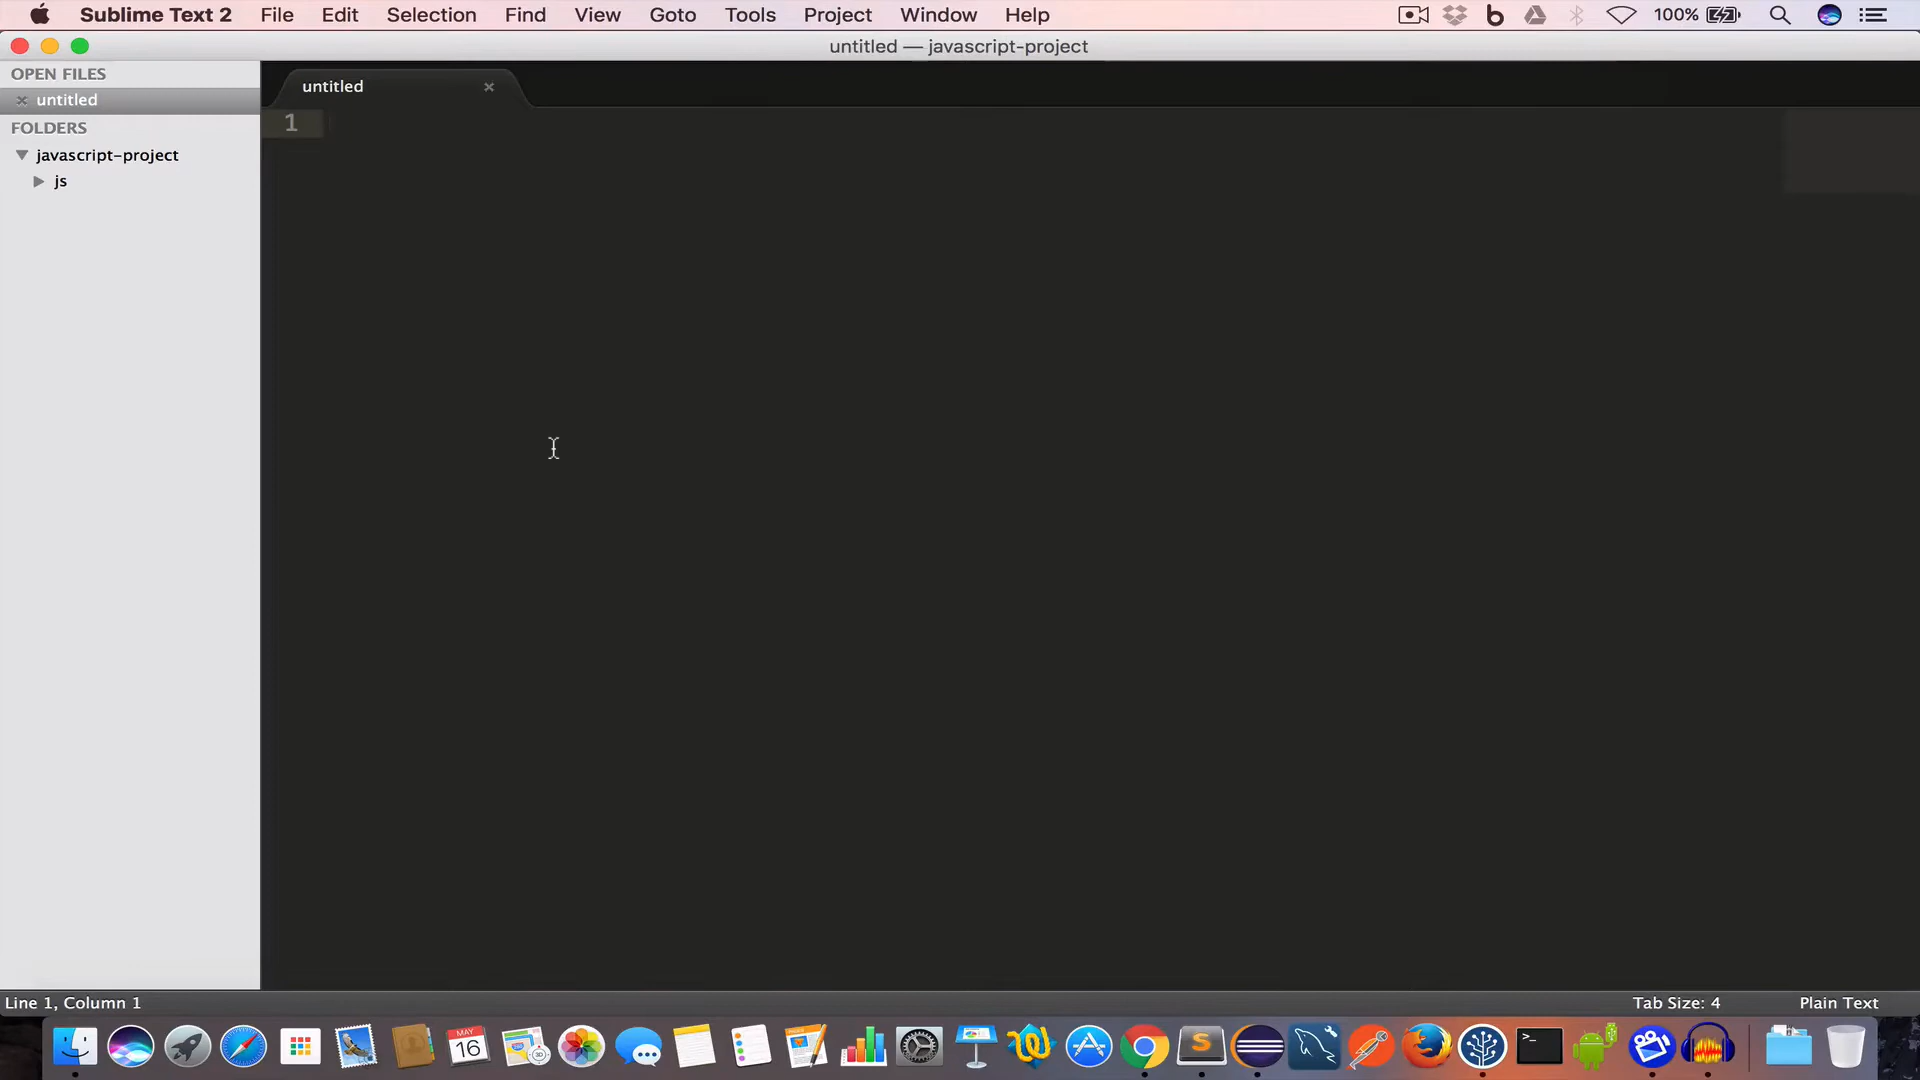 Sublime Text 2 File Edit Selection Find View Goto Tools Project Window Help 100%
untitled — javascript-project
OPEN FILES
untitled
FOLDERS
javascript-project
js
untitled
1
Line 1, Column 1 Tab Size: 4 Plain Text
MAY
16